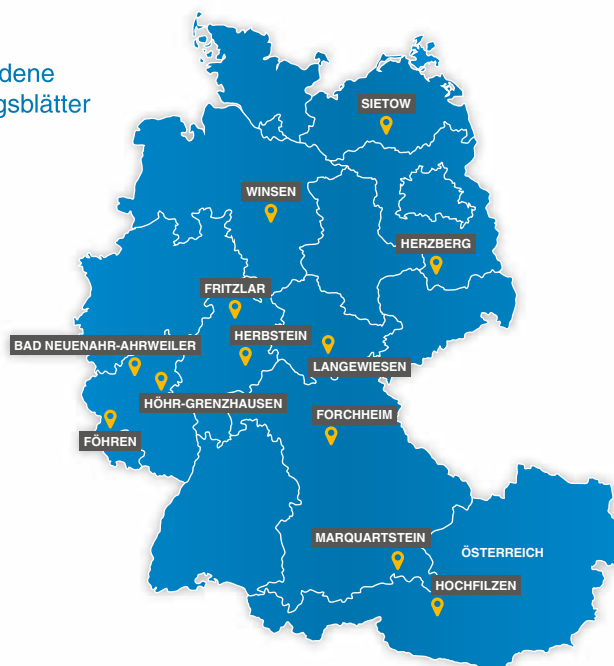 dene
gsblätter
SIETOW
WINSEN
HERZBERG
FRITZLAR
HERBSTEIN
BAD NEUENAHR-AHRWEILER
LANGEWIESEN
HÖHR-GRENZHAUSEN
FORCHHEIM
FÖHREN
MARQUARTSTEIN
ÖSTERREICH
HOCHFILZEN